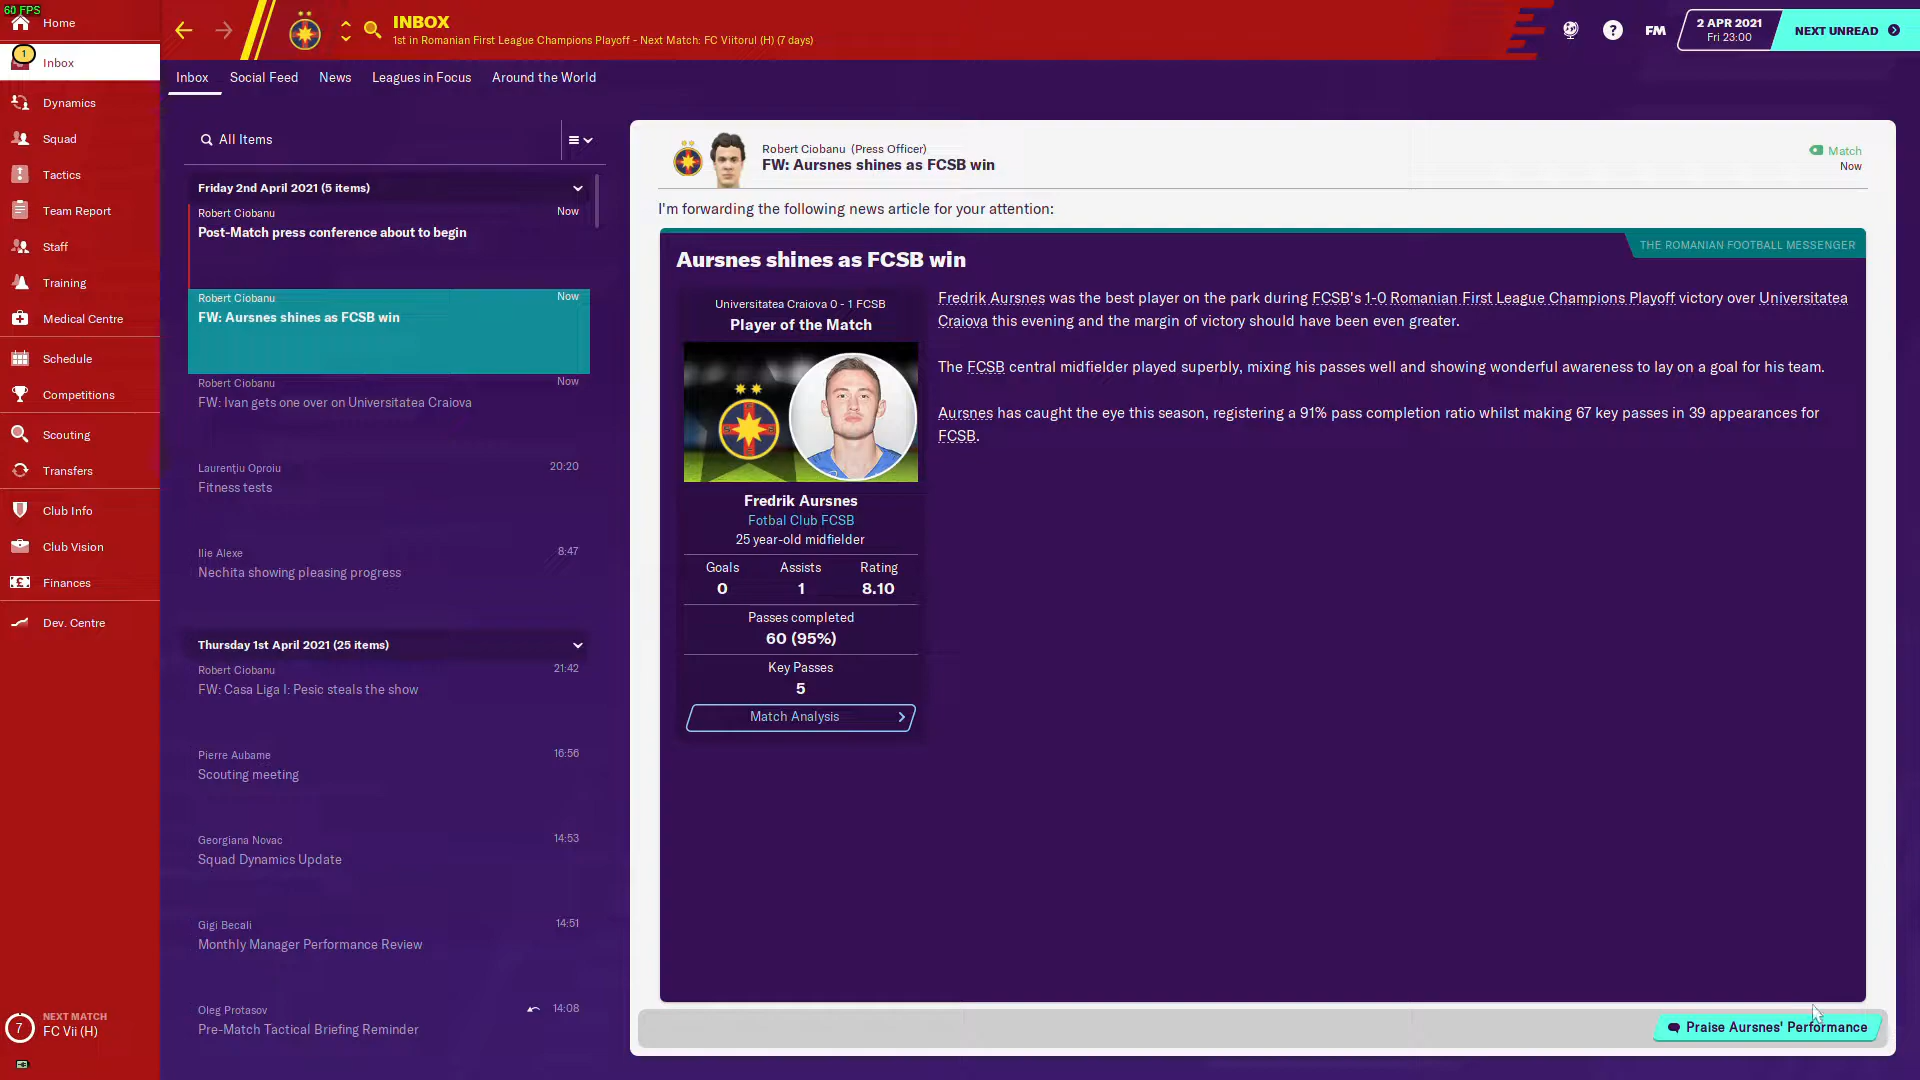 60 FPS
Home
1
Inbox
Dynamics
Squad
Tactics
Team Report
Staff
Training
Medical Centre
Schedule
Competitions
Scouting
Transfers
Club Info
Club Vision
Finances
Dev. Centre
7
NEXT MATCH
FC Vii (H)
INBOX
1st in Romanian First League Champions Playoff - Next Match: FC Viitorul (H) (7 days)
?
FM
2 APR 2021
Fri 23:00
NEXT UNREAD
Inbox
Social Feed
News
Leagues in Focus
Around the World
All Items
Friday 2nd April 2021 (5 items)
Robert Ciobanu Now
Post-Match press conference about to begin
Robert Ciobanu Now
FW: Aursnes shines as FCSB win
Robert Ciobanu Now
FW: Ivan gets one over on Universitatea Craiova
Laurențiu Oproiu 20:20
Fitness tests
Ilie Alexe 8:47
Nechita showing pleasing progress
Thursday 1st April 2021 (25 items)
Robert Ciobanu 21:42
FW: Casa Liga I: Pesic steals the show
Pierre Aubame 16:56
Scouting meeting
Georgiana Novac 14:53
Squad Dynamics Update
Gigi Becali 14:51
Monthly Manager Performance Review
Oleg Protasov 14:08
Pre-Match Tactical Briefing Reminder
Robert Ciobanu (Press Officer)
FW: Aursnes shines as FCSB win
Match
Now
I'm forwarding the following news article for your attention:
THE ROMANIAN FOOTBALL MESSENGER
Aursnes shines as FCSB win
Universitatea Craiova 0 - 1 FCSB
Player of the Match
Fredrik Aursnes
Fotbal Club FCSB
25 year-old midfielder
Goals Assists Rating
0 1 8.10
Passes completed
60 (95%)
Key Passes
5
Match Analysis
Fredrik Aursnes was the best player on the park during FCSB's 1-0 Romanian First League Champions Playoff victory over Universitatea
Craiova this evening and the margin of victory should have been even greater.
The FCSB central midfielder played superbly, mixing his passes well and showing wonderful awareness to lay on a goal for his team.
Aursnes has caught the eye this season, registering a 91% pass completion ratio whilst making 67 key passes in 39 appearances for
FCSB.
Praise Aursnes' Performance